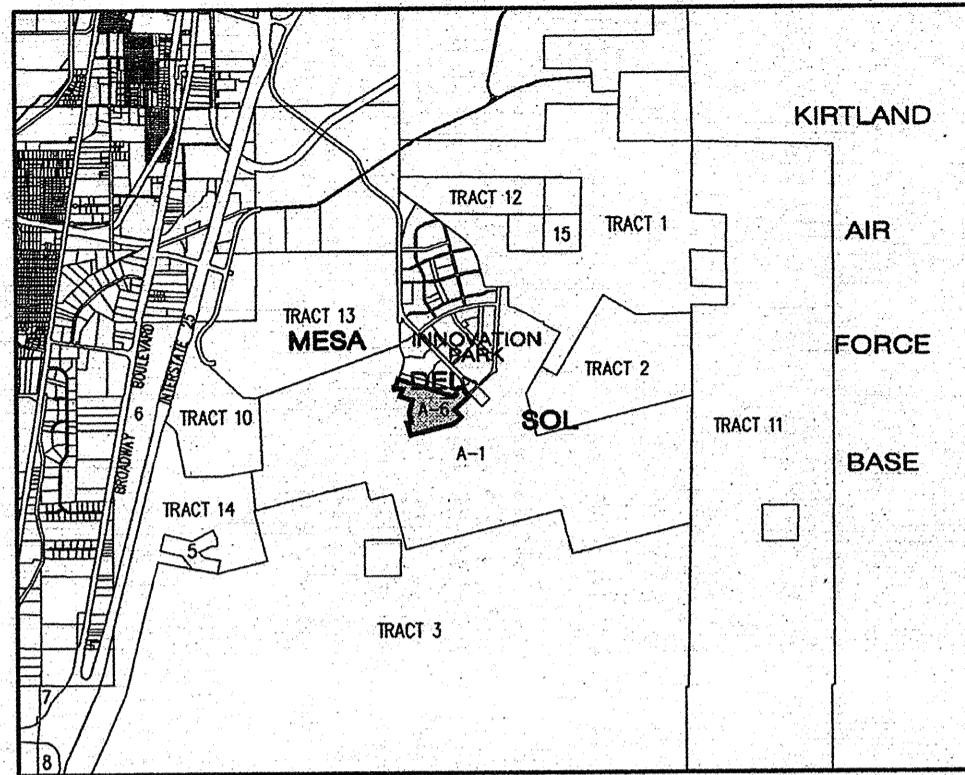 KIRTLAND
TRACT 12
15
TRACT 1
AIR
TRACT 13
MESA
INNOVATION
PARK
FORCE
DEL
TRACT 2
BOULEVARD
INTERSTATE 25
6
A-6
TRACT 10
SOL
TRACT 11
A-1
BASE
BROADWAY
TRACT 14
5
TRACT 3
7
8